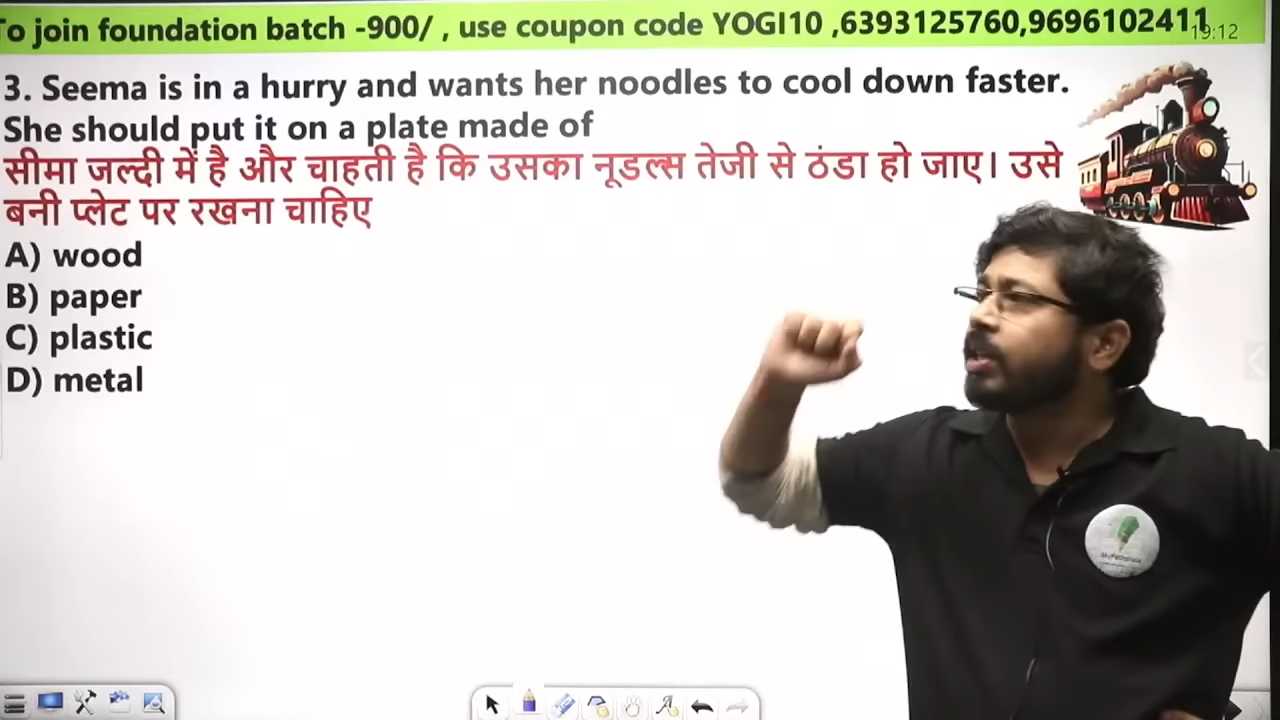 To join foundation batch -900/ , use coupon code YOGI10 ,6393125760,9696102411
19:12
3. Seema is in a hurry and wants her noodles to cool down faster.
She should put it on a plate made of
सीमा जल्दी में है और चाहती है कि उसका नूडल्स तेजी से ठंडा हो जाए। उसे
बनी प्लेट पर रखना चाहिए
A) wood
B) paper
C) plastic
D) metal